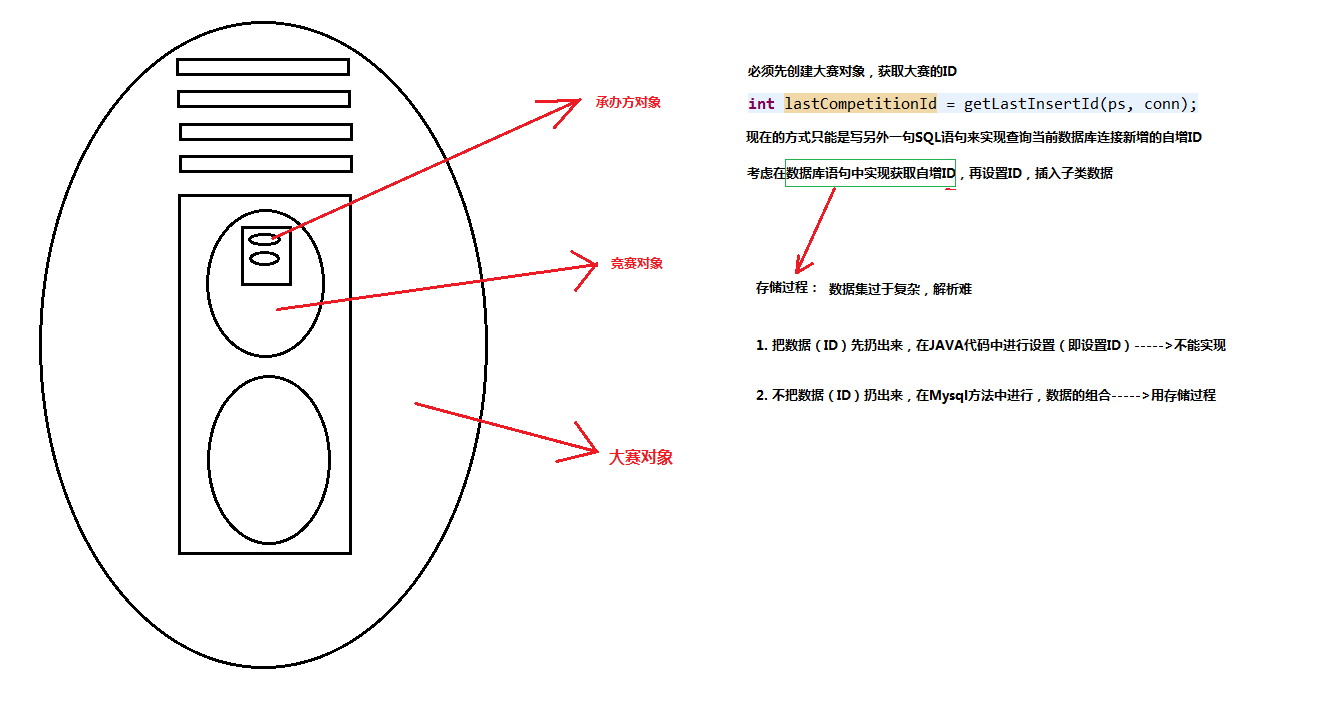 承办方对象
竞赛对象
大赛对象
必须先创建大赛对象，获取大赛的ID
int lastCompetitionId = getLastInsertId(ps, conn);
现在的方式只能是写另外一句SQL语句来实现查询当前数据库连接新增的自增ID
考虑在数据库语句中实现获取自增ID，再设置ID，插入子类数据
存储过程： 数据集过于复杂，解析难
1. 把数据（ID）先扔出来，在JAVA代码中进行设置（即设置ID）----->不能实现
2. 不把数据（ID）扔出来，在Mysql方法中进行，数据的组合----->用存储过程